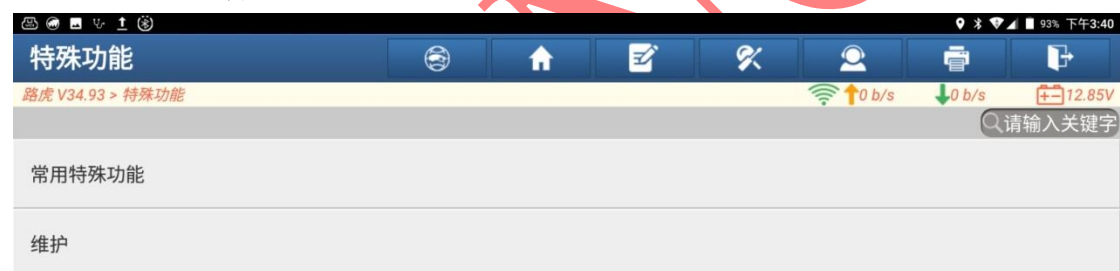 93% 下午3:40
特殊功能
路虎 V34.93 > 特殊功能
0 b/s 0 b/s 12.85V
请输入关键字
常用特殊功能
维护